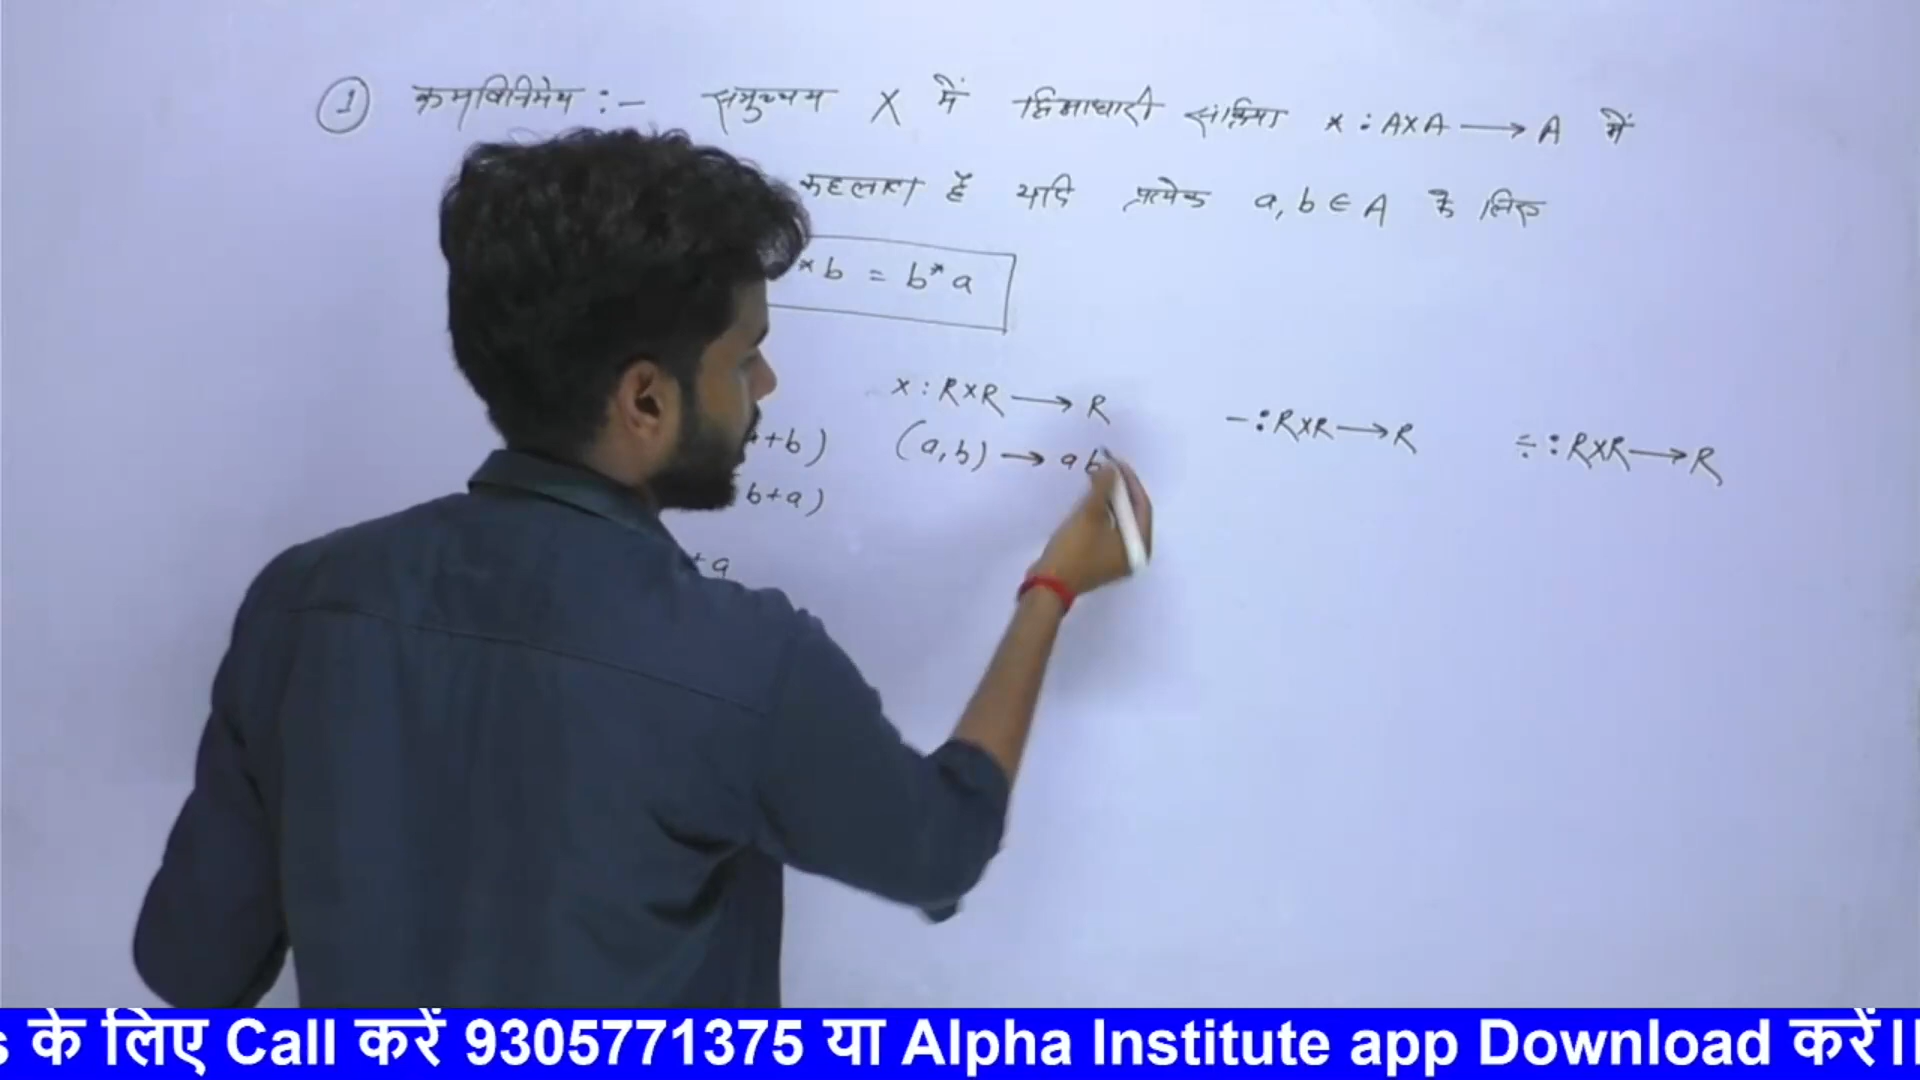 ① क्रमविनिमेय :- समुच्चय X में द्विआधारी संक्रिया * : A×A → A में
कहलाता है यदि प्रत्येक a, b ∈ A के लिए
*b = b*a
× : R×R → R
- : R×R → R
÷ : R×R → R
+b)
(a,b) → ab
b+a)
+a
के लिए Call करें 9305771375 या Alpha Institute app Download करें।